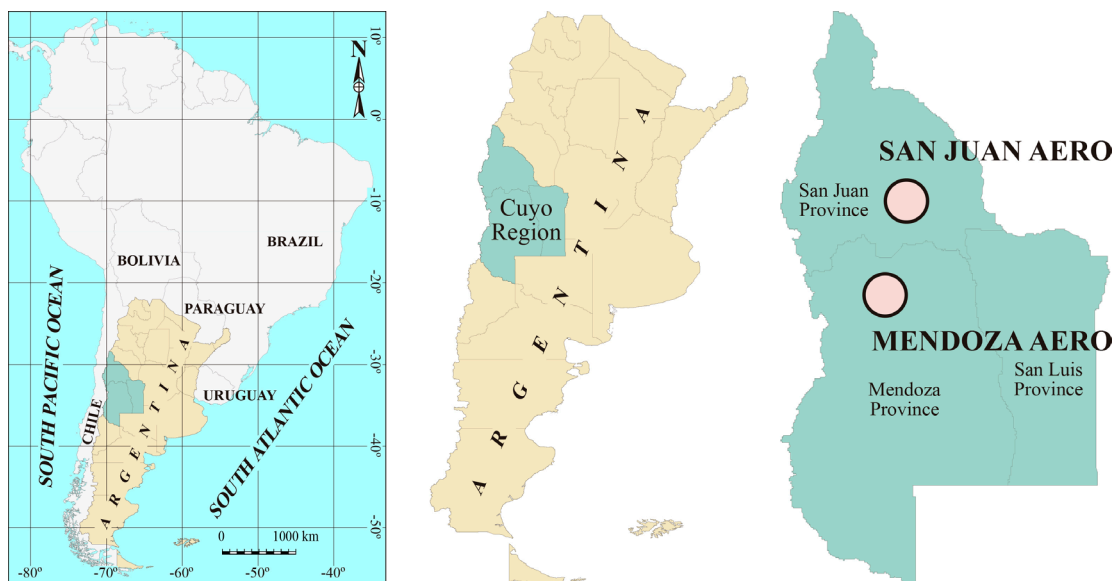 10°
N
0°
-10°
BRAZIL
BOLIVIA
-20°
PARAGUAY
SOUTH PACIFIC OCEAN
SOUTH ATLANTIC OCEAN
-30°
URUGUAY
CHILE
ARGENTINA
-40°
-50°
0 1000 km
-80° -70° -60° -50° -40°
Cuyo
Region
ARGENTINA
SAN JUAN AERO
San Juan
Province
MENDOZA AERO
San Luis
Province
Mendoza
Province